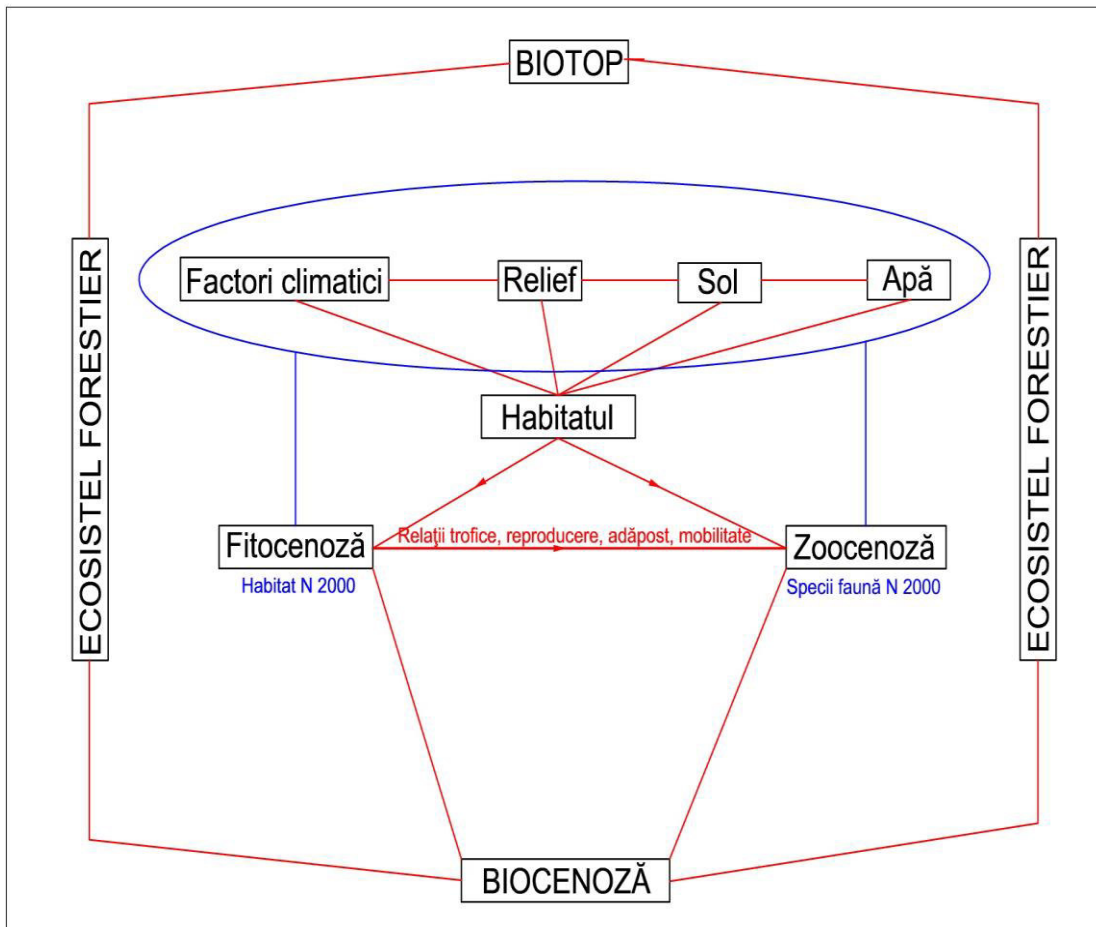 BIOTOP
ECOSISTEL FORESTIER
Factori climatici
Relief
Sol
Apă
ECOSISTEL FORESTIER
Habitatul
Fitocenoză
Relaţii trofice, reproducere, adăpost, mobilitate
Zoocenoză
Habitat N 2000
Specii faună N 2000
BIOCENOZĂ